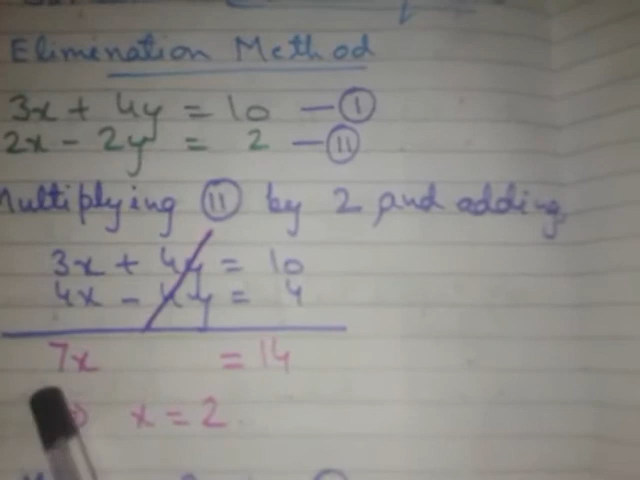 Elimenation Method
3x + 4y = 10 — I
2x - 2y = 2 — II
Multiplying II by 2 and adding,
3x + 4y = 10
4x - 4y = 4
7x = 14
x = 2